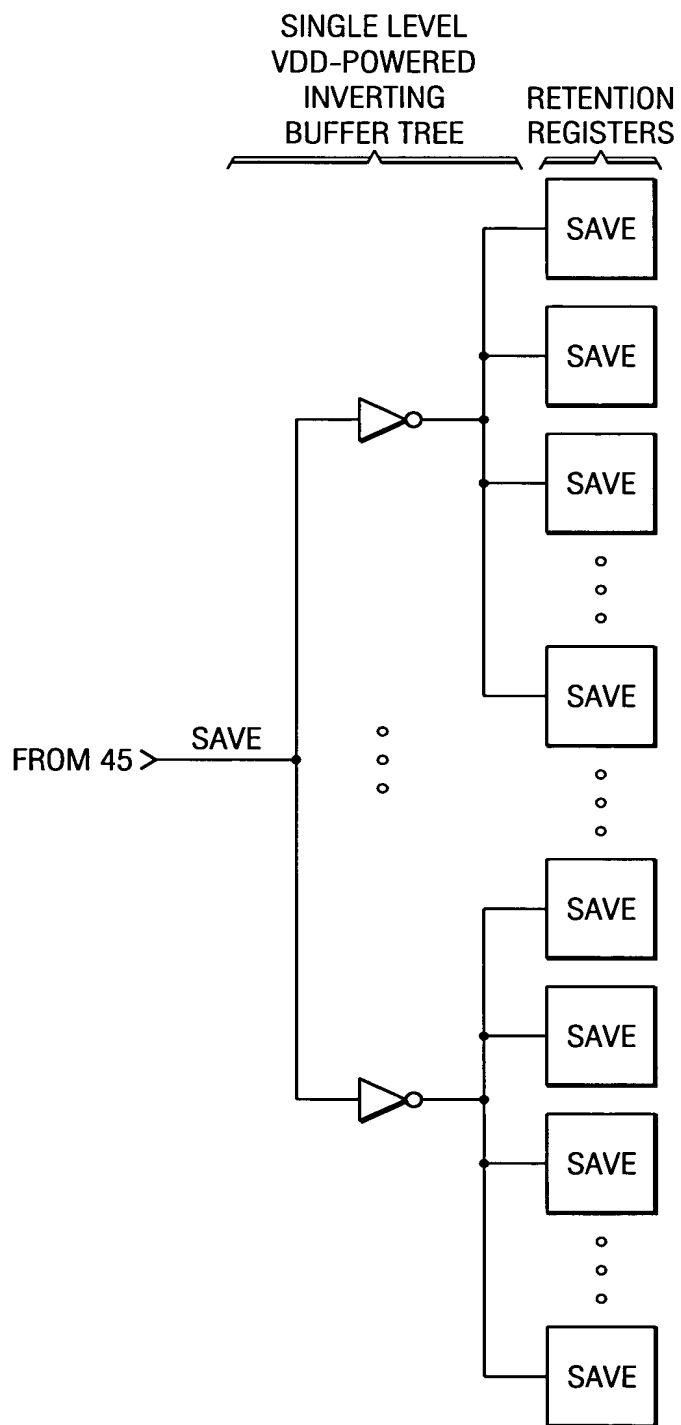 SINGLE LEVEL
VDD-POWERED
INVERTING
BUFFER TREE
RETENTION
REGISTERS
SAVE
SAVE
SAVE
SAVE
FROM 45
SAVE
SAVE
SAVE
SAVE
SAVE